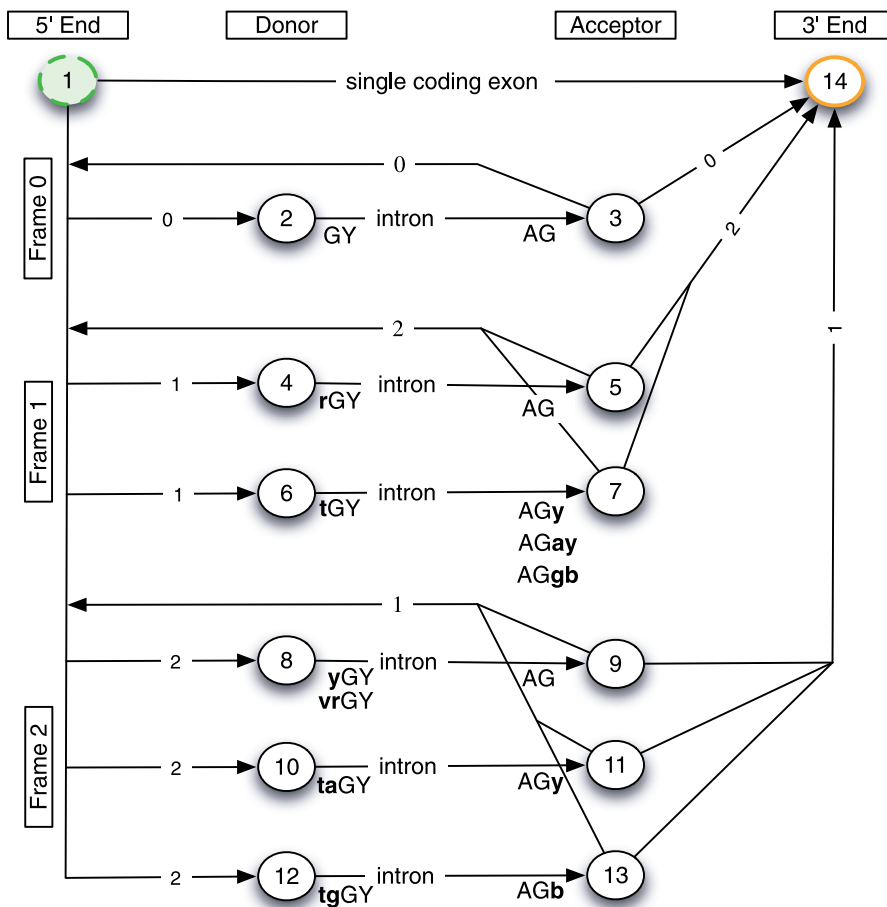 5' End Donor Acceptor 3' End
1 single coding exon 14
0 0
Frame 0
0 2 intron 3
GY AG
2
2
1
Frame 1
1 4 intron 5
rGY AG
1 6 intron 7
tGY AGy
AGay
AGgb
1
2 8 intron 9
yGY AG
vrGY
Frame 2
2 10 intron 11
taGY AGy
2 12 intron 13
tgGY AGb